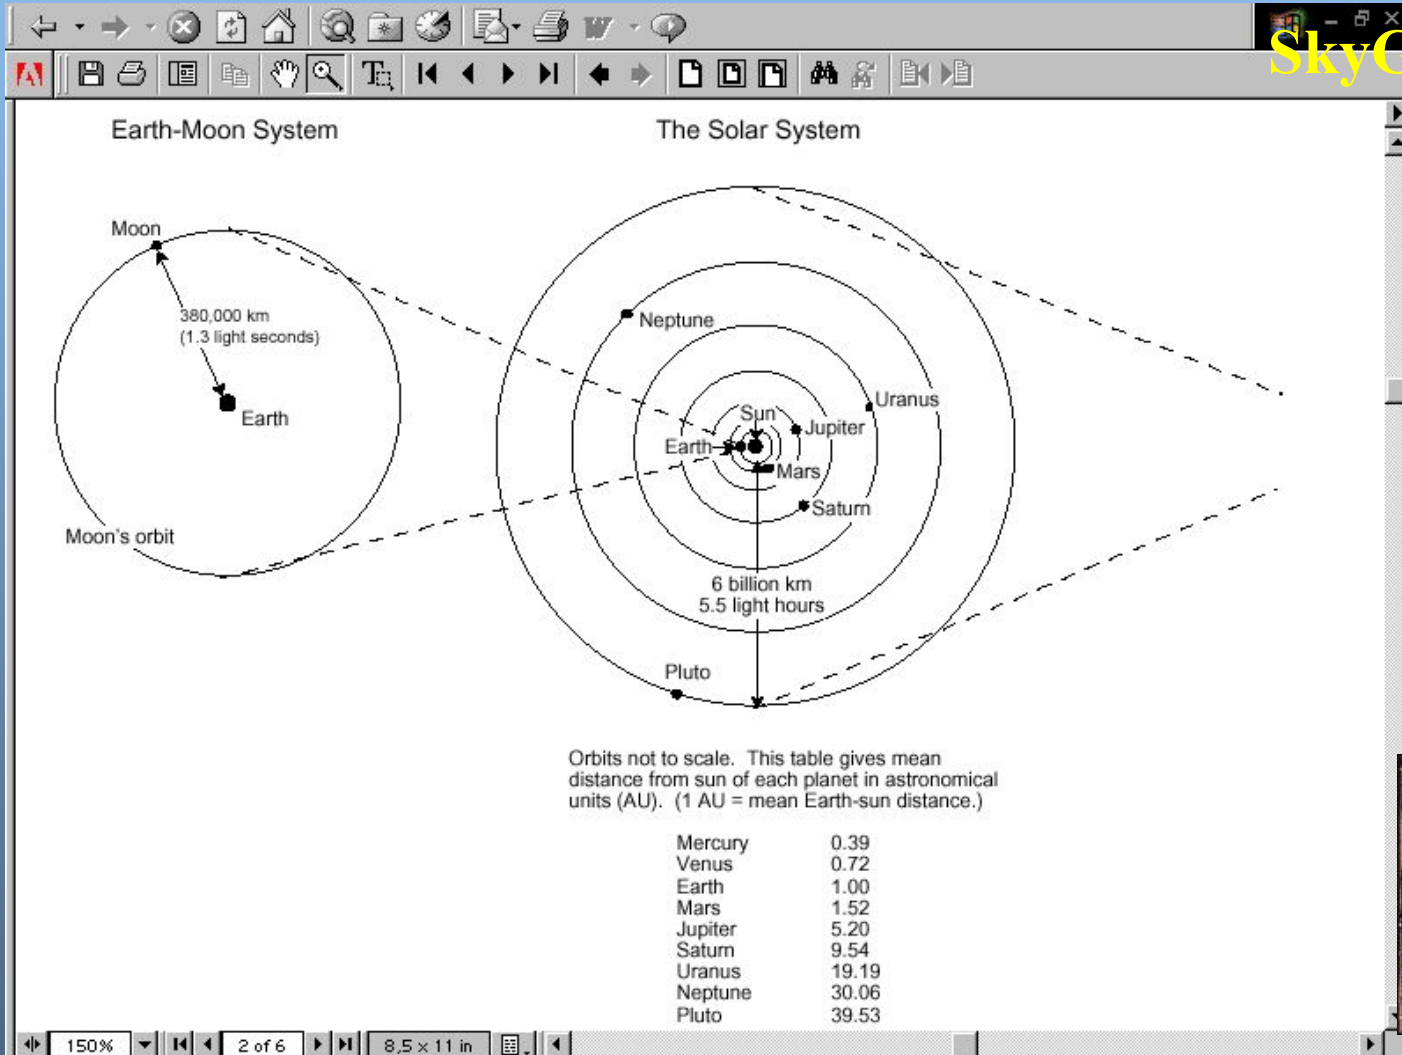 SkyC
Earth-Moon System
The Solar System
Moon
380,000 km
(1.3 light seconds)
Earth
Moon's orbit
Neptune
Uranus
Sun
Jupiter
Earth
Mars
Saturn
6 billion km
5.5 light hours
Pluto
Orbits not to scale. This table gives mean
distance from sun of each planet in astronomical
units (AU). (1 AU = mean Earth-sun distance.)
Mercury 0.39
Venus 0.72
Earth 1.00
Mars 1.52
Jupiter 5.20
Saturn 9.54
Uranus 19.19
Neptune 30.06
Pluto 39.53
150% 2 of 6 8,5 x 11 in